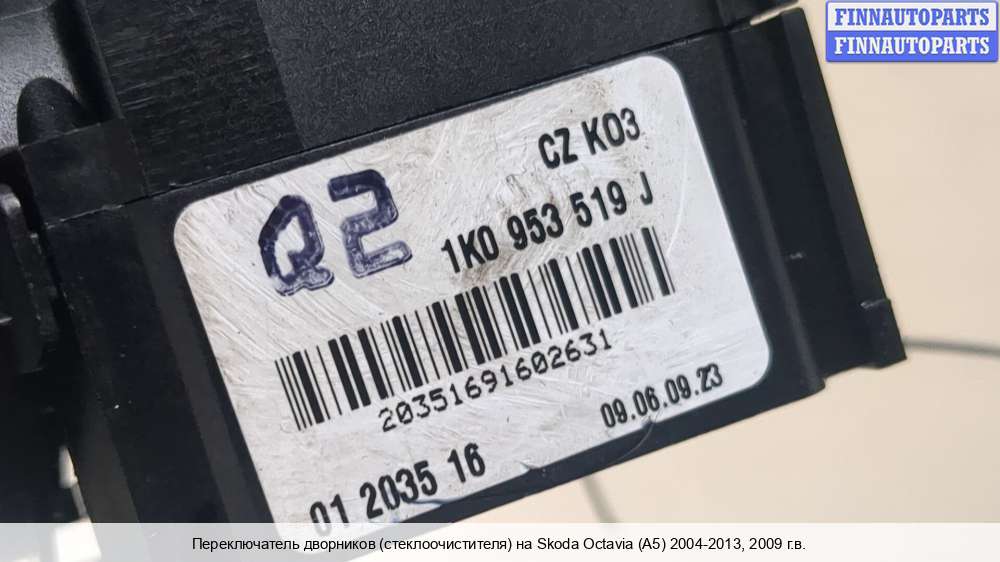 FINNAUTOPARTS
FINNAUTOPARTS
CZ K03
Q2
1K0 953 519 J
20351691602631
09.06.09.23
01 2035 16
Переключатель дворников (стеклоочистителя) на Skoda Octavia (A5) 2004-2013, 2009 г.в.